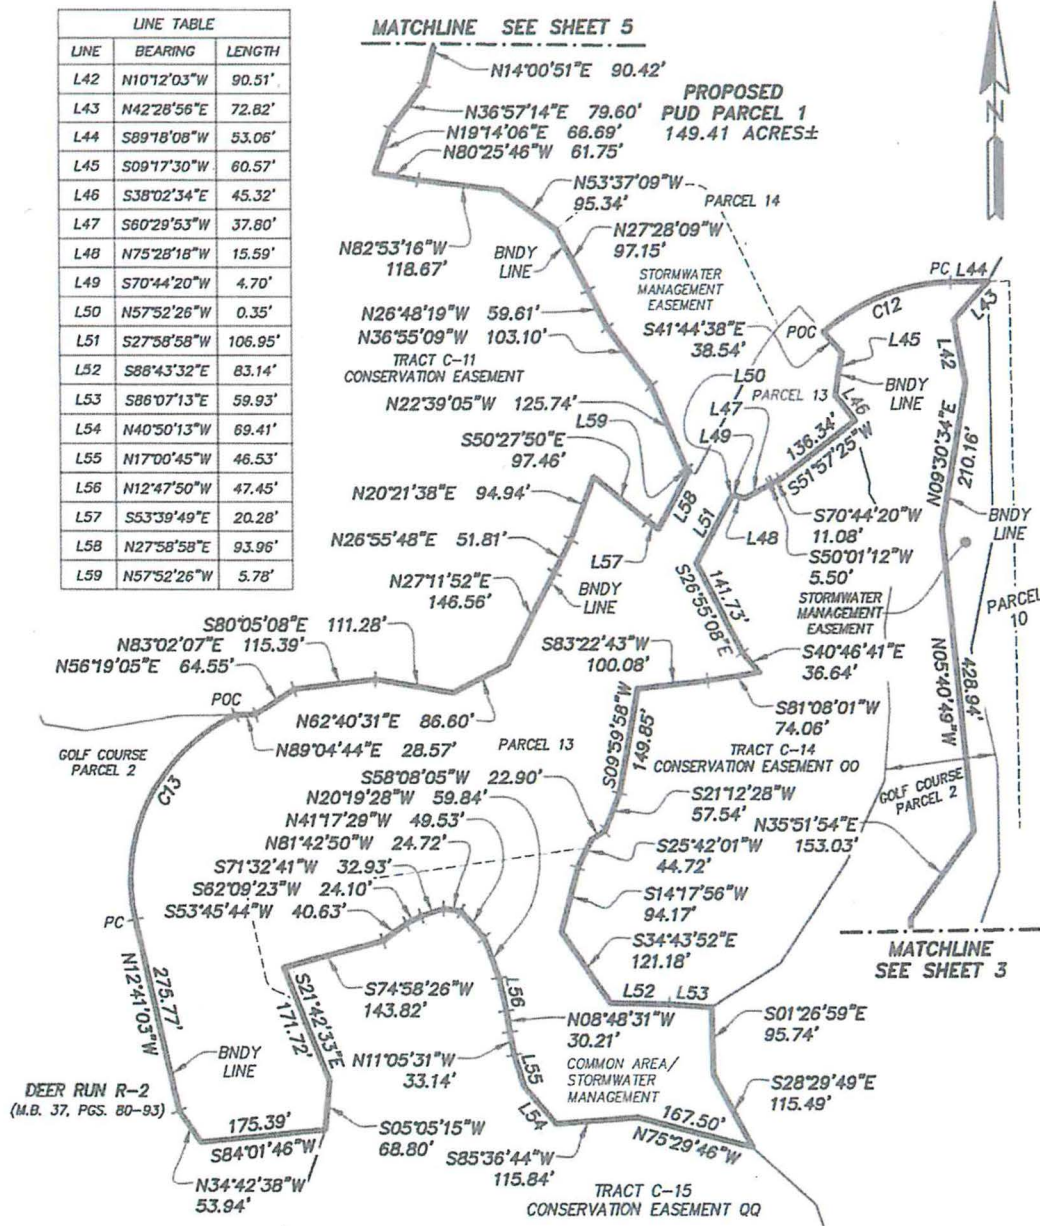 LINE TABLE
LINE BEARING LENGTH
L42 N10°12'03"W 90.51'
L43 N42°28'56"E 72.82'
L44 S89°18'08"W 53.06'
L45 S09°17'30"W 60.57'
L46 S38°02'34"E 45.32'
L47 S60°29'53"W 37.80'
L48 N75°28'18"W 15.59'
L49 S70°44'20"W 4.70'
L50 N57°52'26"W 0.35'
L51 S27°58'58"W 106.95'
L52 S88°43'32"E 83.14'
L53 S86°07'13"E 59.93'
L54 N40°50'13"W 69.41'
L55 N17°00'45"W 46.53'
L56 N12°47'50"W 47.45'
L57 S53°39'49"E 20.28'
L58 N27°58'58"E 93.96'
L59 N57°52'26"W 5.78'
MATCHLINE SEE SHEET 5
N14°00'51"E 90.42'
N36°57'14"E 79.60'
N19°14'06"E 66.69'
N80°25'46"W 61.75'
PROPOSED
PUD PARCEL 1
149.41 ACRES±
N
N53°37'09"W
95.34'
PARCEL 14
N82°53'16"W
118.67'
BNDY
LINE
N27°28'09"W
97.15'
STORMWATER
MANAGEMENT
EASEMENT
PC
L44
L43
C12
POC
S41°44'38"E
38.54'
L45
L42
N26°48'19"W 59.61'
N36°55'09"W 103.10'
TRACT C-11
CONSERVATION EASEMENT
L50
L47
PARCEL 13
L46
BNDY
LINE
N22°39'05"W 125.74'
L59
L49
136.34'
S51°57'25"W
N09°30'34"E
210.16'
S50°27'50"E
97.46'
N20°21'38"E 94.94'
L58
L51
L48
S70°44'20"W
11.08'
BNDY
LINE
N26°55'48"E 51.81'
L57
S50°01'12"W
5.50'
N27°11'52"E
146.56'
BNDY
LINE
141.73'
S26°55'08"E
STORMWATER
MANAGEMENT
EASEMENT
PARCEL
10
S80°05'08"E 111.28'
N83°02'07"E 115.39'
N56°19'05"E 64.55'
S83°22'43"W
100.08'
S40°46'41"E
36.64'
428.94'
N05°40'49"W
POC
N62°40'31"E 86.60'
S81°08'01"W
74.06'
N89°04'44"E 28.57'
PARCEL 13
S09°59'58"W
149.85'
TRACT C-14
CONSERVATION EASEMENT OO
GOLF COURSE
PARCEL 2
C13
S58°08'05"W 22.90'
N20°19'28"W 59.84'
N41°17'29"W 49.53'
N81°42'50"W 24.72'
S71°32'41"W 32.93'
S62°09'23"W 24.10'
S53°45'44"W 40.63'
S21°12'28"W
57.54'
GOLF COURSE
PARCEL 2
N35°51'54"E
153.03'
S25°42'01"W
44.72'
S14°17'56"W
94.17'
PC
S34°43'52"E
121.18'
MATCHLINE
SEE SHEET 3
275.77'
N12°41'03"W
S21°42'33"E
171.72'
S74°58'26"W
143.82'
L56
L52
L53
N08°48'31"W
30.21'
S01°26'59"E
95.74'
N11°05'31"W
33.14'
L55
COMMON AREA/
STORMWATER
MANAGEMENT
BNDY
LINE
S28°29'49"E
115.49'
DEER RUN R-2
(M.B. 37, PGS. 80-93)
L54
175.39'
S84°01'46"W
S05°05'15"W
68.80'
167.50'
N75°29'46"W
S85°36'44"W
115.84'
N34°42'38"W
53.94'
TRACT C-15
CONSERVATION EASEMENT QQ